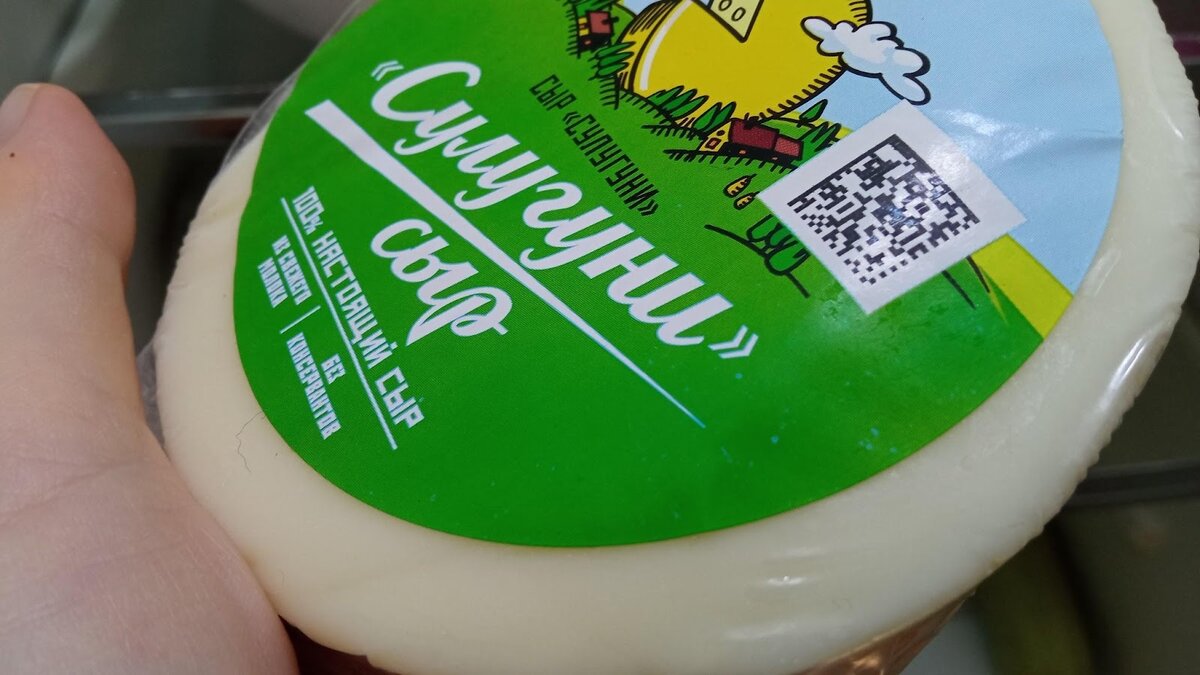 СЫР «СУЛУГУНИ»
«Сулугуни»
сыр
100% НАСТОЯЩИЙ СЫР
ИЗ СВЕЖЕГО
МОЛОКА
БЕЗ
КОНСЕРВАНТОВ